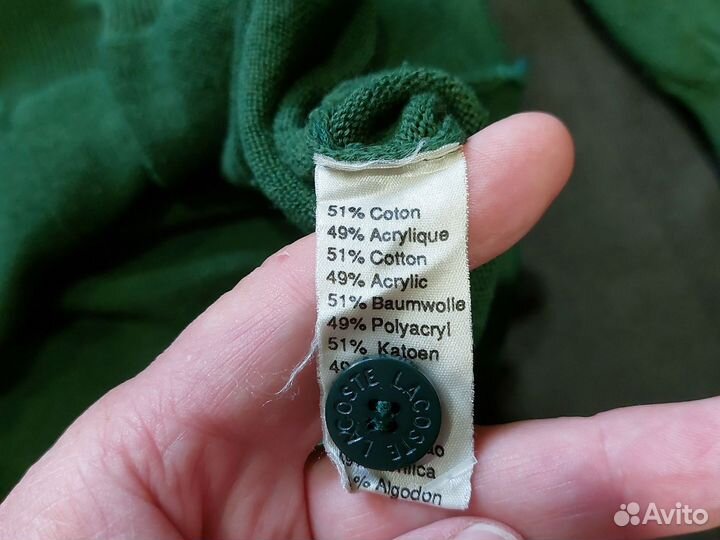 51% Coton
49% Acrylique
51% Cotton
49% Acrylic
51% Baumwolle
49% Polyacryl
51% Katoen
LACOSTE LACOSTE
% Algodon
Avito